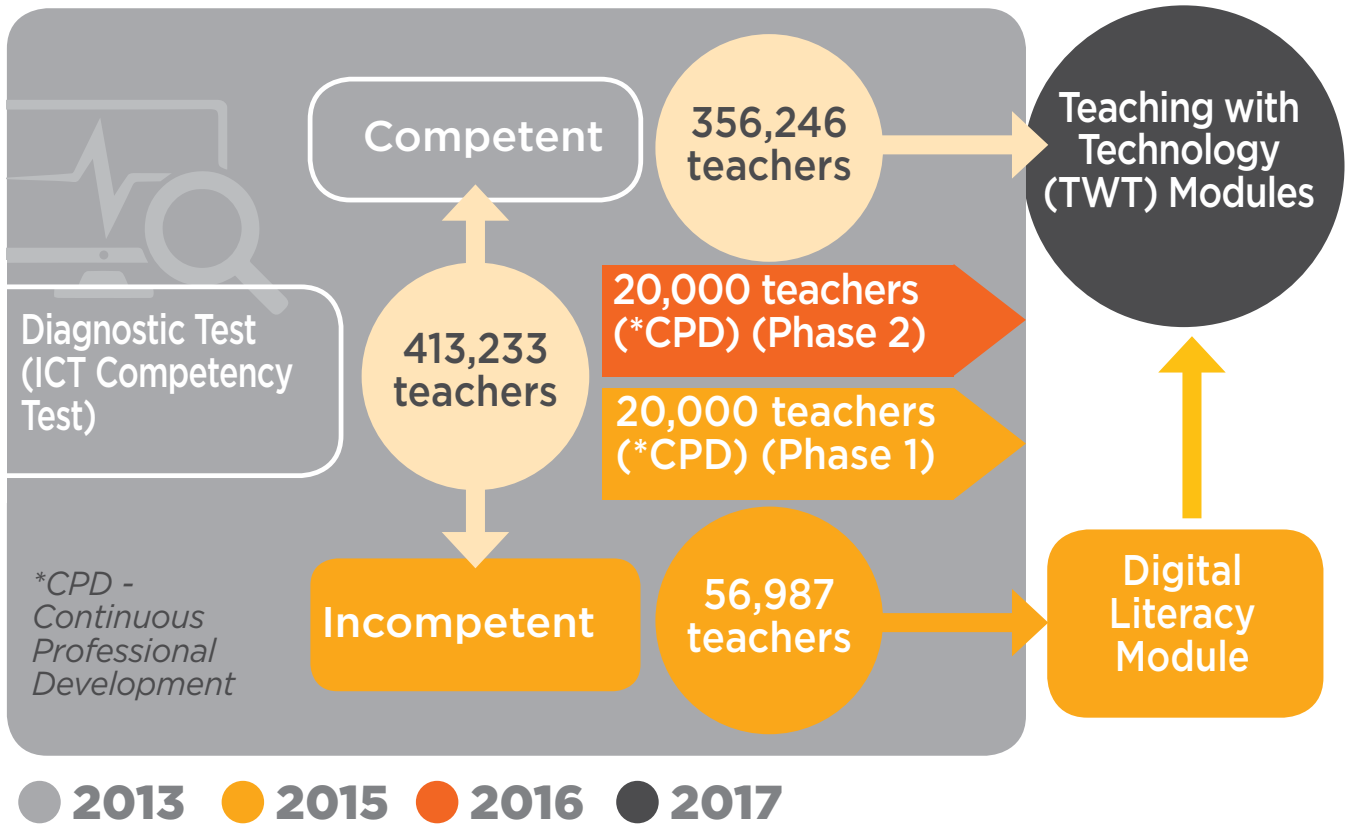 Competent
356,246
teachers
Teaching with
Technology
(TWT) Modules
Diagnostic Test
(ICT Competency
Test)
413,233
teachers
20,000 teachers
(*CPD) (Phase 2)
20,000 teachers
(*CPD) (Phase 1)
*CPD -
Continuous
Professional
Development
Incompetent
56,987
teachers
Digital
Literacy
Module
2013
2015
2016
2017